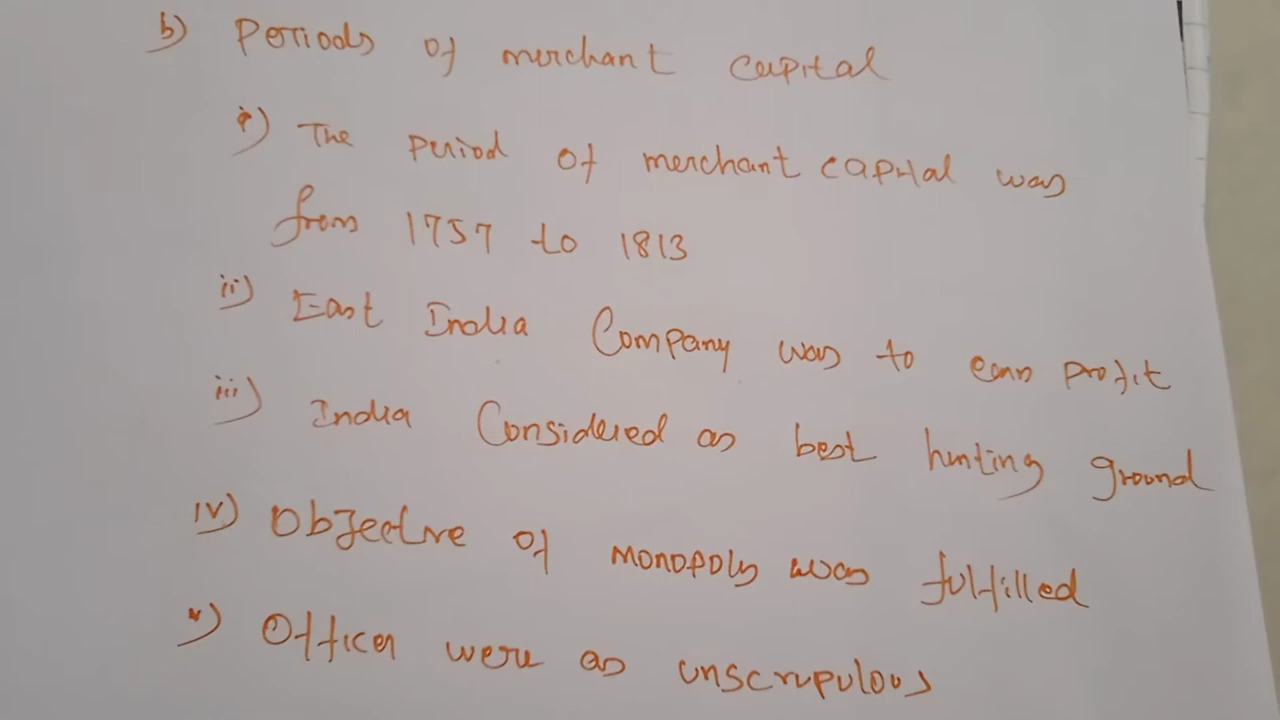 b) Periods of merchant capital
i) The period of merchant capital was
from 1757 to 1813
ii) East India Company was to earn profit
iii) India Considered as best hunting ground
iv) Objective of monopoly was fulfilled
v) Officer were as unscrupulous